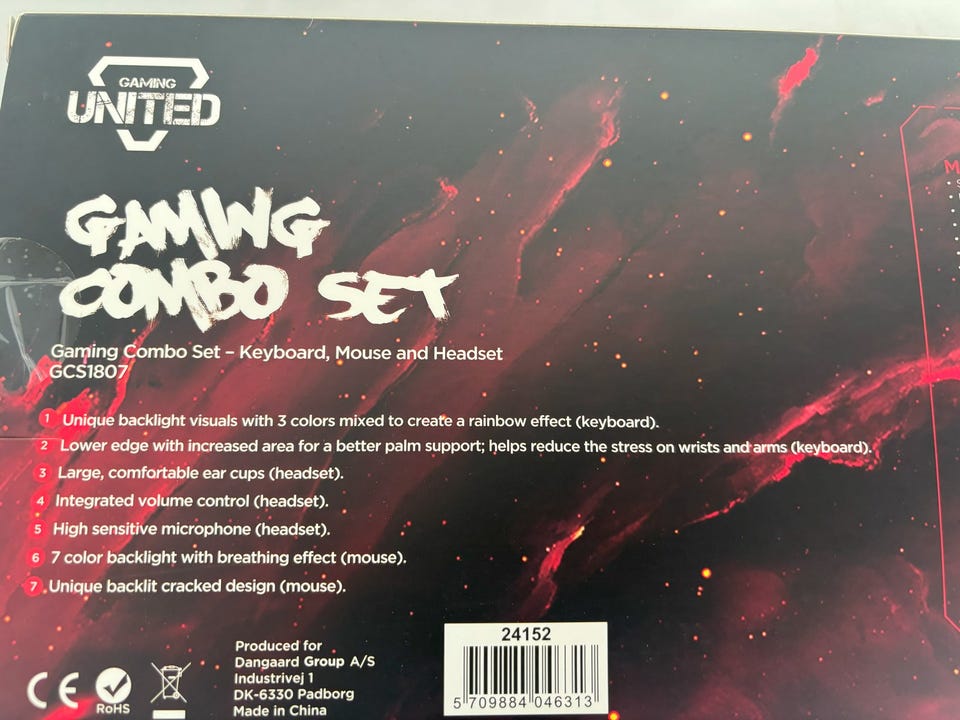 GAMING
UNITED
GAMING
COMBO SET
Gaming Combo Set – Keyboard, Mouse and Headset
GCS1807
1 Unique backlight visuals with 3 colors mixed to create a rainbow effect (keyboard).
2 Lower edge with increased area for a better palm support; helps reduce the stress on wrists and arms (keyboard).
3 Large, comfortable ear cups (headset).
4 Integrated volume control (headset).
5 High sensitive microphone (headset).
6 7 color backlight with breathing effect (mouse).
7 Unique backlit cracked design (mouse).
CE
RoHS
Produced for
Dangaard Group A/S
Industrivej 1
DK-6330 Padborg
Made in China
24152
5 709884 046313